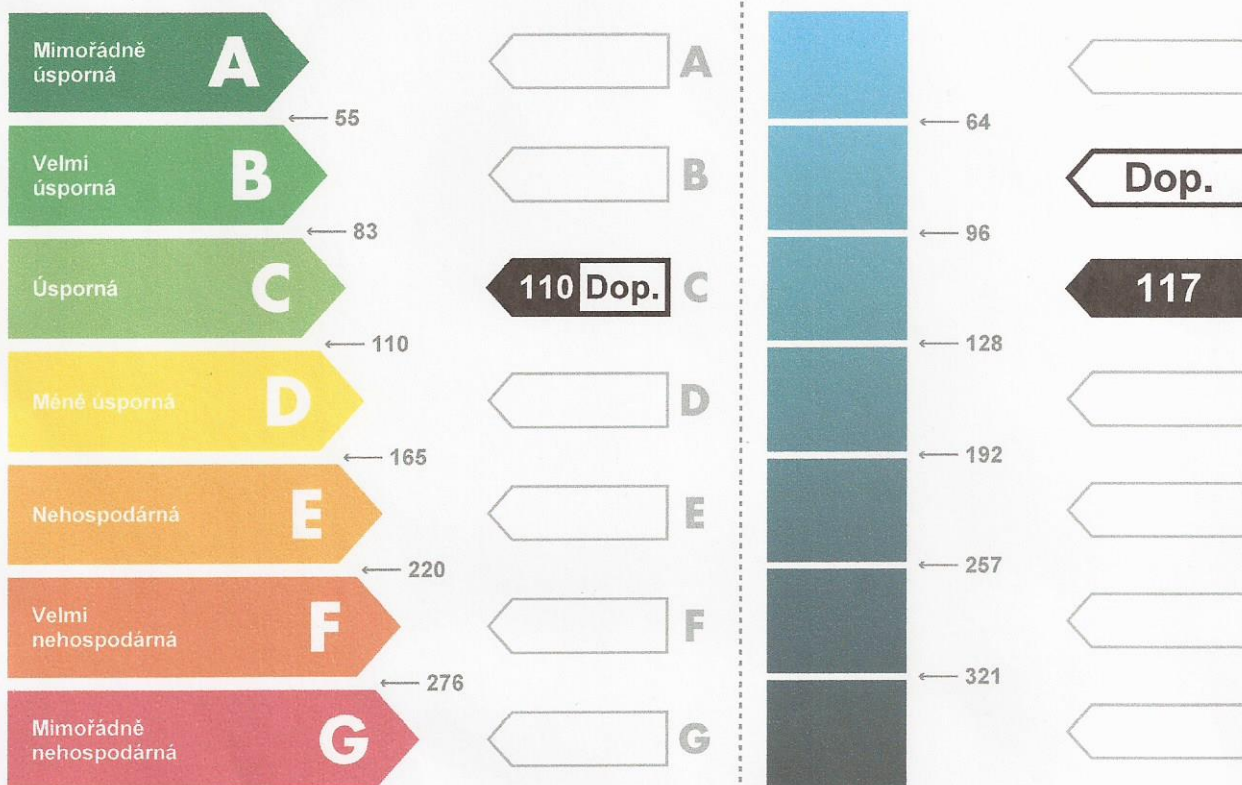 Mimořádně
úsporná
A
A
55
64
Velmi
úsporná
B
B
Dop.
83
96
Úsporná
C
110 Dop.
C
117
110
128
Méně úsporná
D
D
165
192
Nehospodárná
E
E
220
257
Velmi
nehospodárná
F
F
276
321
Mimořádně
nehospodárná
G
G